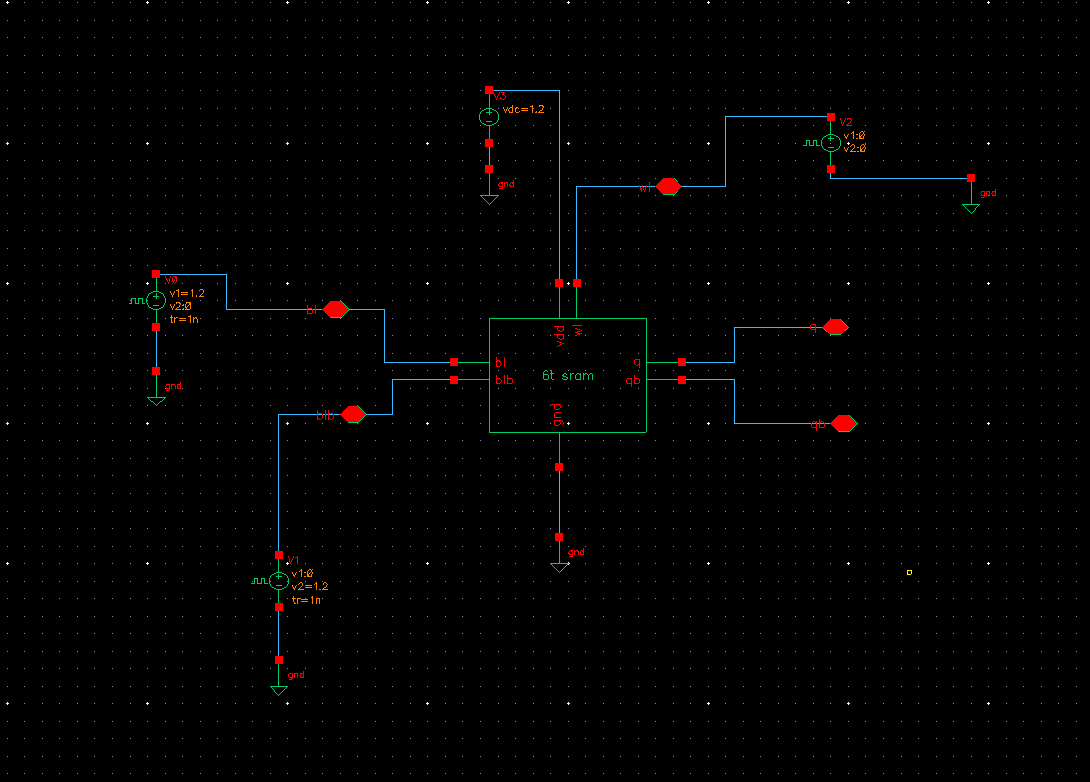 V3
vdc=1.2
gnd
V2
v1:0
v2:0
gnd
wl
V0
v1=1.2
v2:0
tr=1n
gnd
bl
blb
vdd
wl
bl
blb
6t sram
q
qb
gnd
q
qb
gnd
V1
v1:0
v2=1.2
tr=1n
gnd